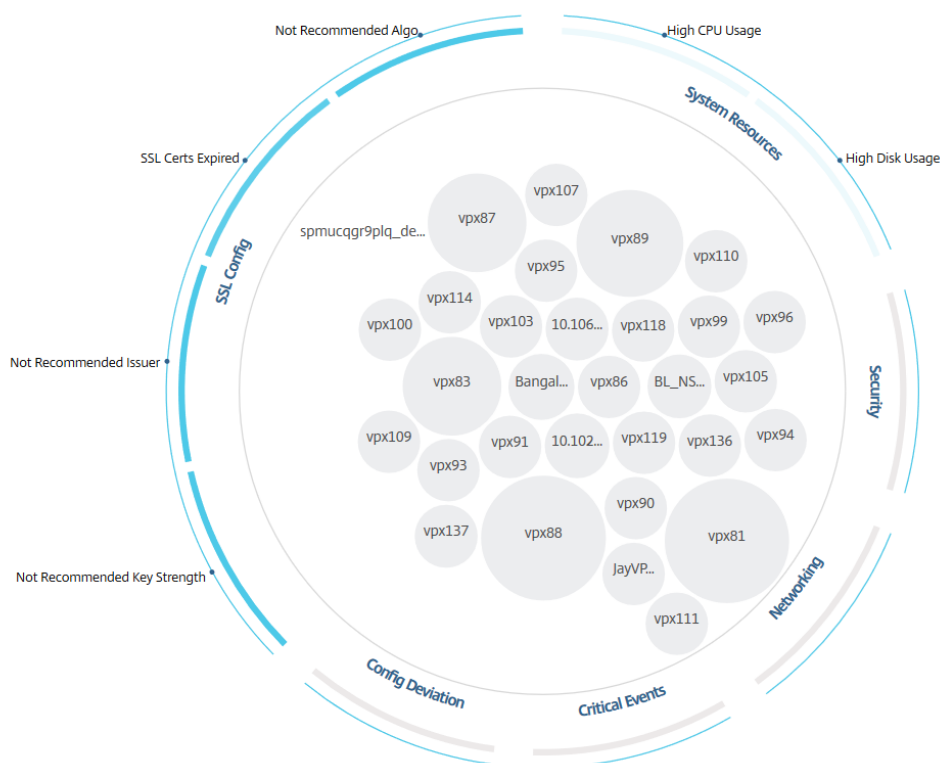 Not Recommended Algo
High CPU Usage
System Resources
SSL Certs Expired
High Disk Usage
vpx107
vpx87
spmucqgr9plq_de...
vpx89
vpx110
vpx95
SSL Config
vpx114
vpx100
vpx103
10.106...
vpx118
vpx99
vpx96
Not Recommended Issuer
vpx83
Bangal...
vpx86
BL_NS...
vpx105
Security
vpx109
vpx93
vpx91
10.102...
vpx119
vpx136
vpx94
vpx137
vpx88
vpx90
vpx81
JayVP...
Not Recommended Key Strength
Networking
vpx111
Config Deviation
Critical Events